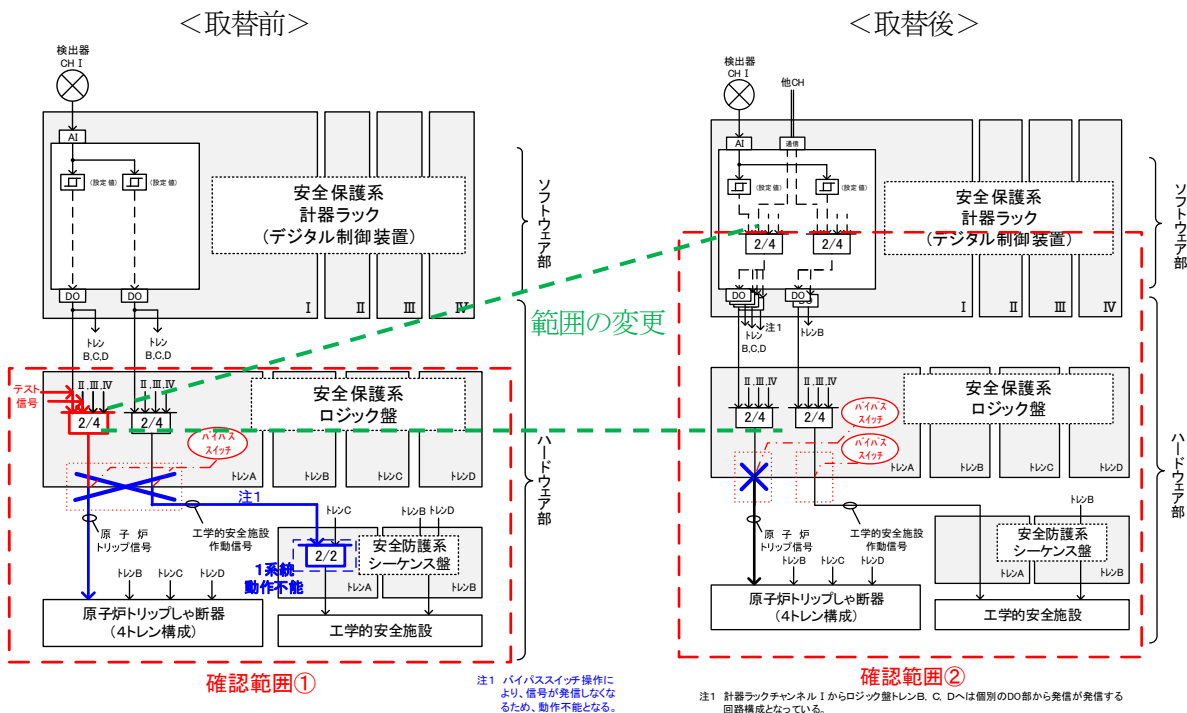 ＜取替前＞
検出器
CH Ⅰ
AI
(設定値)
(設定値)
安全保護系
計器ラック
(デジタル制御装置)
DO
DO
Ⅰ
Ⅱ
Ⅲ
Ⅳ
トレン
B,C,D
トレン
B,C,D
ソフトウェア部
テスト
信号
Ⅱ,Ⅲ,Ⅳ
Ⅱ,Ⅲ,Ⅳ
2/4
2/4
安全保護系
ロジック盤
バイパス
スイッチ
トレンA
トレンB
トレンC
トレンD
注1
原 子 炉
トリップ信号
工学的安全施設
作動信号
トレンC
トレンB
トレンD
2/2
安全防護系
シーケンス盤
1系統
動作不能
トレンA
トレンB
トレンB
トレンC
トレンD
原子炉トリップしゃ断器
(4トレン構成)
工学的安全施設
ハードウェア部
確認範囲①
注1 バイパススイッチ操作に
より、信号が発信しなくな
るため、動作不能となる。
範囲の変更
＜取替後＞
検出器
CH Ⅰ
他CH
AI
通信
(設定値)
(設定値)
安全保護系
計器ラック
(デジタル制御装置)
2/4
2/4
DO
DO
Ⅰ
Ⅱ
Ⅲ
Ⅳ
トレン
B,C,D
注1
トレンB
ソフトウェア部
Ⅱ,Ⅲ,Ⅳ
Ⅱ,Ⅲ,Ⅳ
2/4
2/4
安全保護系
ロジック盤
バイパス
スイッチ
バイパス
スイッチ
トレンA
トレンB
トレンC
トレンD
原 子 炉
トリップ信号
工学的安全施設
作動信号
トレンB
安全防護系
シーケンス盤
トレンA
トレンB
トレンB
トレンC
トレンD
原子炉トリップしゃ断器
(4トレン構成)
工学的安全施設
ハードウェア部
確認範囲②
注1 計器ラックチャンネルⅠからロジック盤トレンB, C, Dへは個別のDO部から発信が発信する
回路構成となっている。